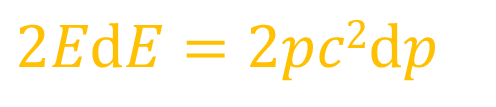 2EdE = 2pc²dp